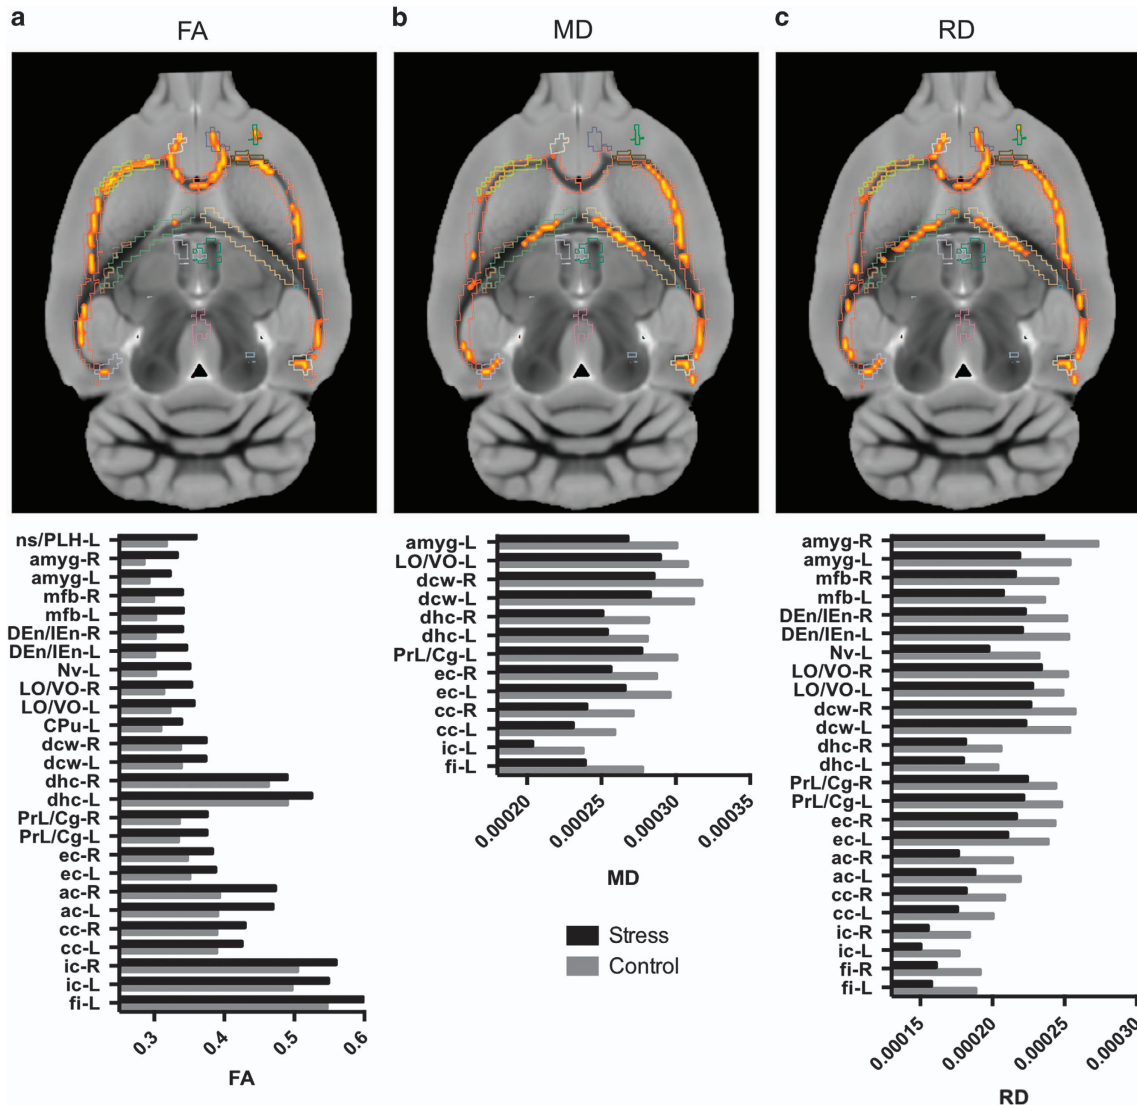 a
FA
b
MD
c
RD
ns/PLH-L
amyg-R
amyg-L
mfb-R
mfb-L
DEn/IEn-R
DEn/IEn-L
Nv-L
LO/VO-R
LO/VO-L
CPu-L
dcw-R
dcw-L
dhc-R
dhc-L
PrL/Cg-R
PrL/Cg-L
ec-R
ec-L
ac-R
ac-L
cc-R
cc-L
ic-R
ic-L
fi-L
0.3
0.4
0.5
0.6
FA
amyg-L
LO/VO-L
dcw-R
dcw-L
dhc-R
dhc-L
PrL/Cg-L
ec-R
ec-L
cc-R
cc-L
ic-L
fi-L
0.00020
0.00025
0.00030
0.00035
MD
Stress
Control
amyg-R
amyg-L
mfb-R
mfb-L
DEn/IEn-R
DEn/IEn-L
Nv-L
LO/VO-R
LO/VO-L
dcw-R
dcw-L
dhc-R
dhc-L
PrL/Cg-R
PrL/Cg-L
ec-R
ec-L
ac-R
ac-L
cc-R
cc-L
ic-R
ic-L
fi-R
fi-L
0.00015
0.00020
0.00025
0.00030
RD